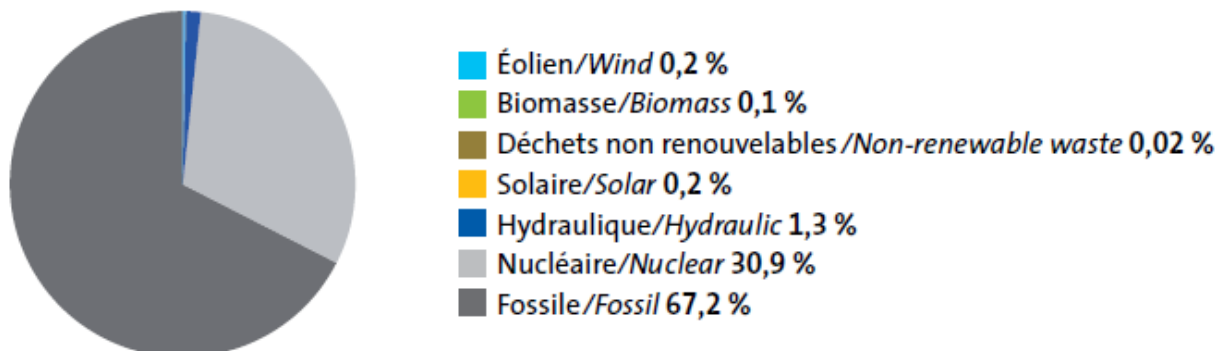 Éolien/Wind 0,2 %
Biomasse/Biomass 0,1 %
Déchets non renouvelables/Non-renewable waste 0,02 %
Solaire/Solar 0,2 %
Hydraulique/Hydraulic 1,3 %
Nucléaire/Nuclear 30,9 %
Fossile/Fossil 67,2 %